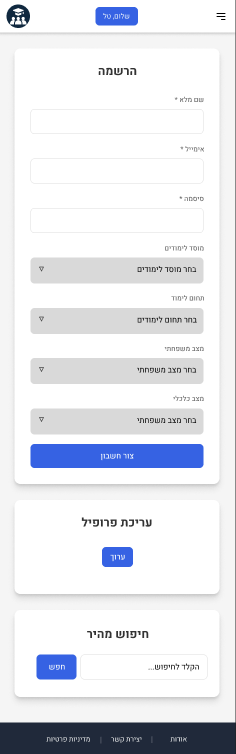 שלום, טל
הרשמה
שם מלא *
אימייל *
סיסמה *
מוסד לימודים
בחר מוסד לימודים
תחום לימוד
בחר תחום לימודים
מצב משפחתי
בחר מצב משפחתי
מצב כלכלי
בחר מצב משפחתי
צור חשבון
עריכת פרופיל
ערוך
חיפוש מהיר
הקלד לחיפוש...
חפש
אודות | יצירת קשר | מדיניות פרטיות